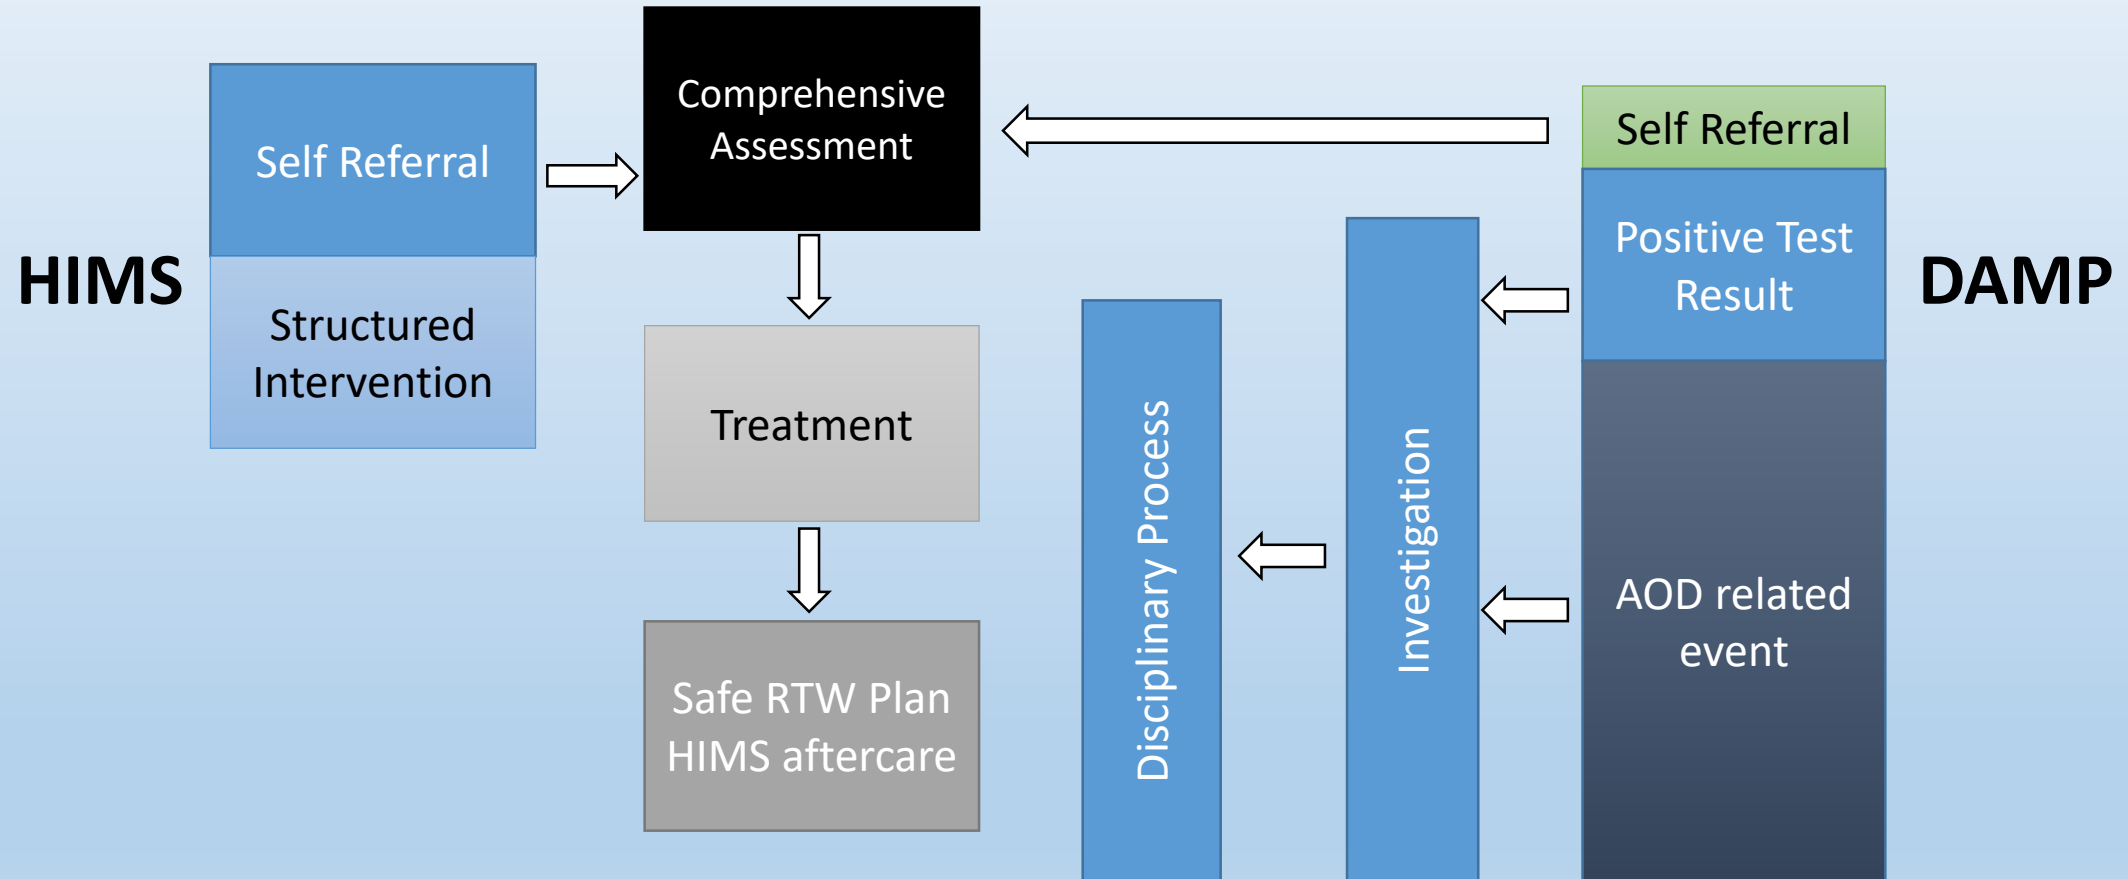 HIMS
Self Referral
Structured
Intervention
Comprehensive
Assessment
Treatment
Safe RTW Plan
HIMS aftercare
Disciplinary Process
Investigation
Self Referral
Positive Test
Result
AOD related
event
DAMP